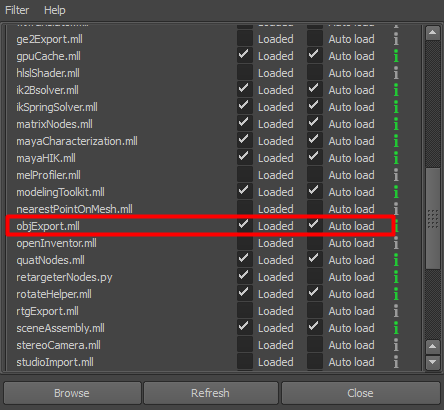 Filter Help
ge2Export.mll Loaded Auto load
gpuCache.mll Loaded Auto load
hlslShader.mll Loaded Auto load
ik2Bsolver.mll Loaded Auto load
ikSpringSolver.mll Loaded Auto load
matrixNodes.mll Loaded Auto load
mayaCharacterization.mll Loaded Auto load
mayaHIK.mll Loaded Auto load
melProfiler.mll Loaded Auto load
modelingToolkit.mll Loaded Auto load
nearestPointOnMesh.mll Loaded Auto load
objExport.mll Loaded Auto load
openInventor.mll Loaded Auto load
quatNodes.mll Loaded Auto load
retargeterNodes.py Loaded Auto load
rotateHelper.mll Loaded Auto load
rtgExport.mll Loaded Auto load
sceneAssembly.mll Loaded Auto load
stereoCamera.mll Loaded Auto load
studioImport.mll Loaded Auto load
Browse Refresh Close